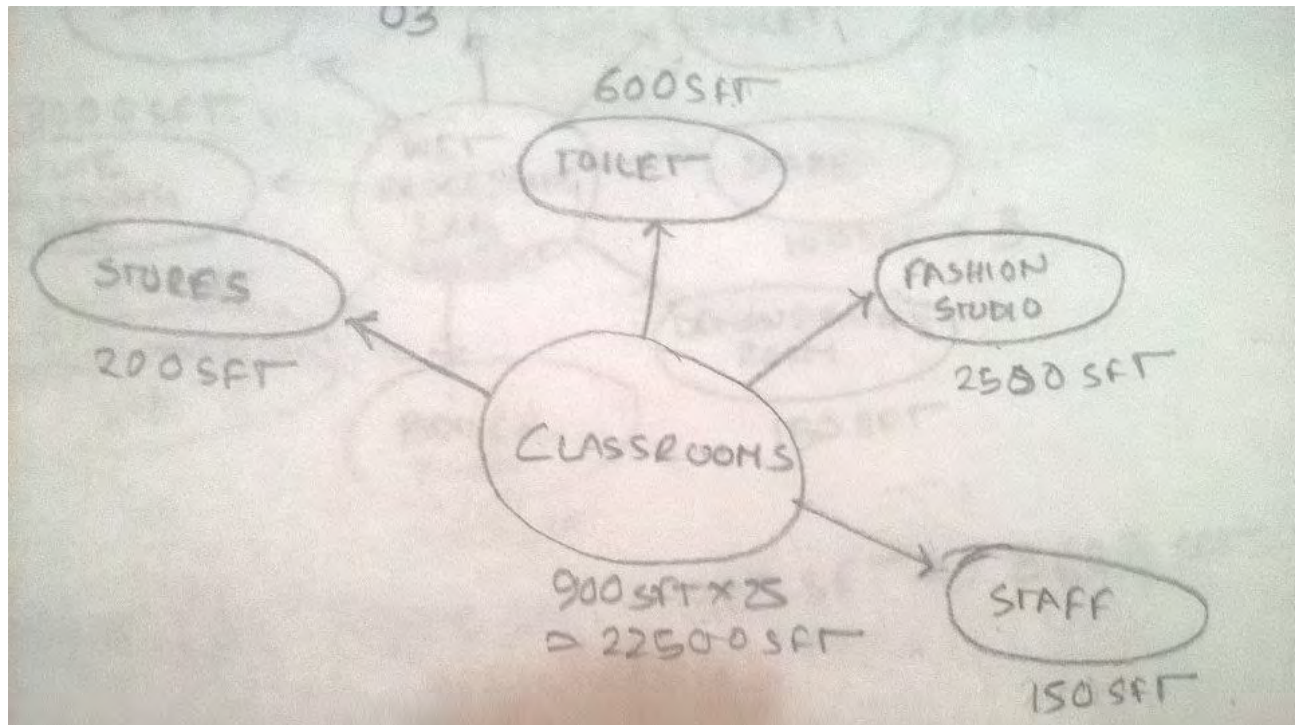 03
600 SFT
TOILET
STORES
200 SFT
FASHION
STUDIO
2500 SFT
CLASSROOMS
900 SFT X 25
⇒ 22500 SFT
STAFF
150 SFT